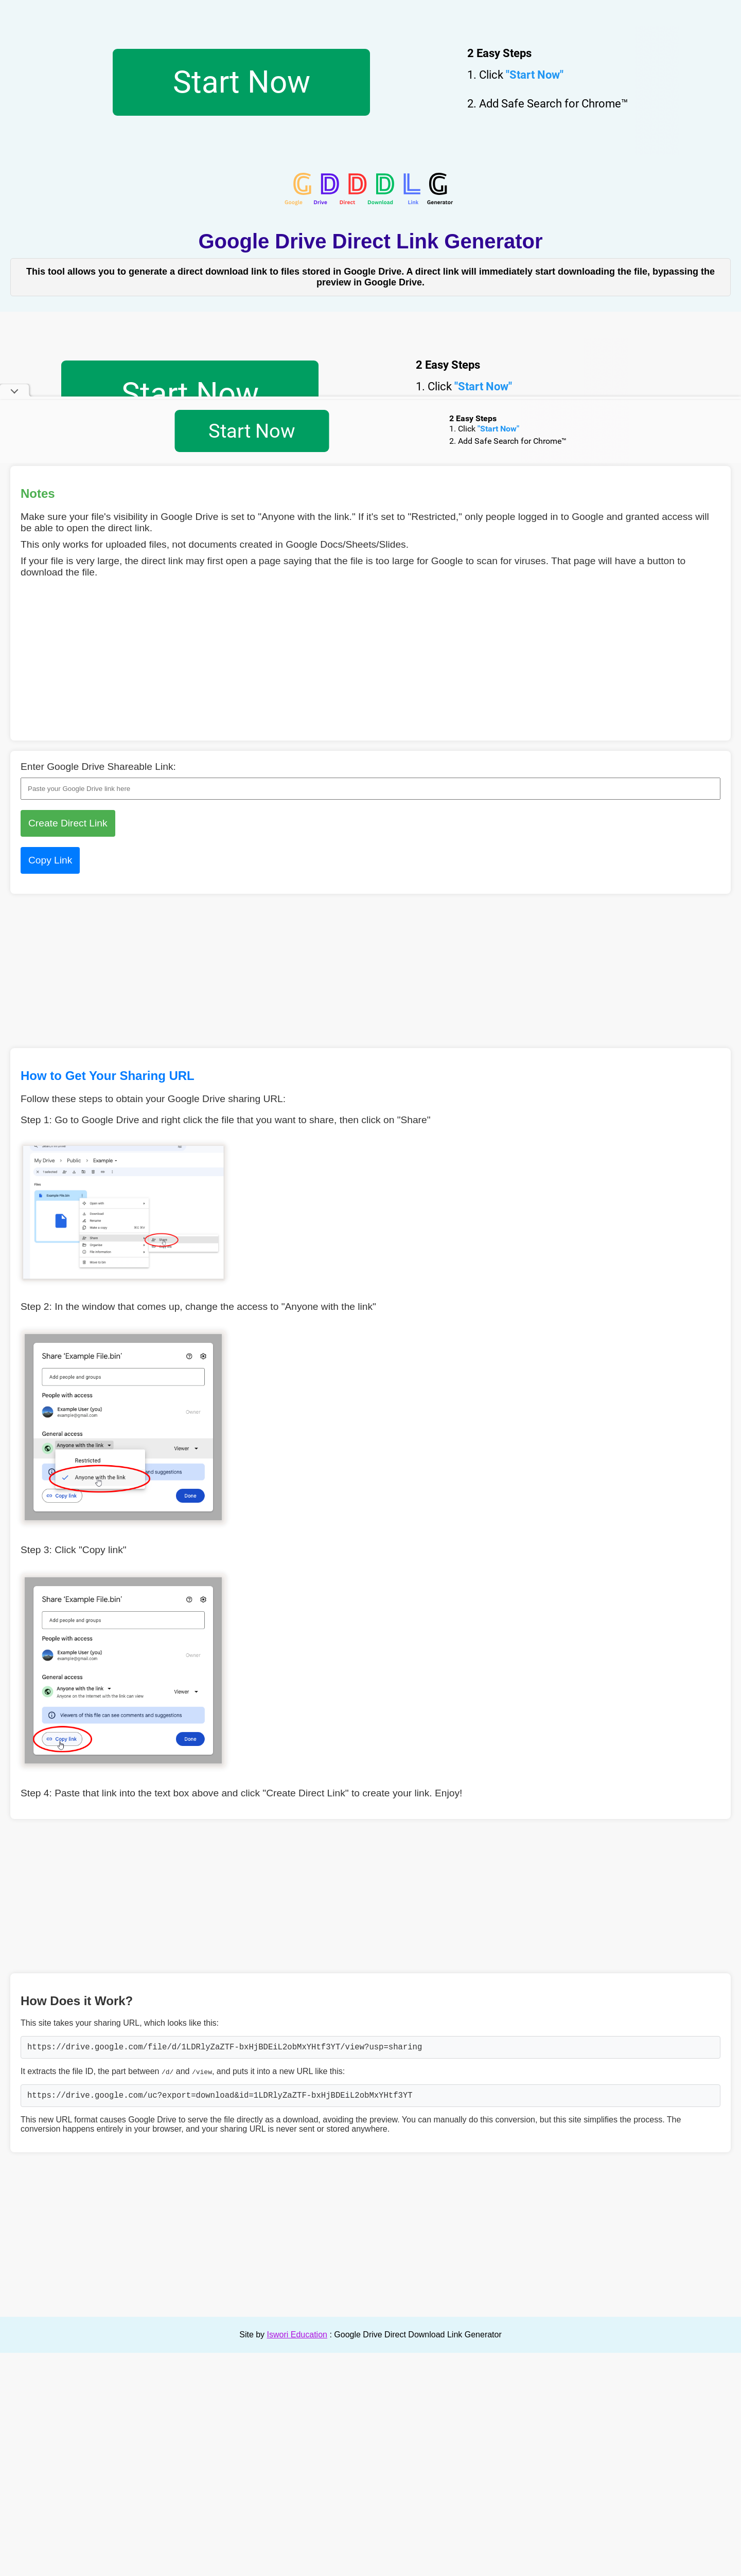 Start Now
2 Easy Steps
1. Click "Start Now"
2. Add Safe Search for Chrome™
G D D D L G
Google Drive Direct Download Link Generator
Google Drive Direct Link Generator
This tool allows you to generate a direct download link to files stored in Google Drive. A direct link will immediately start downloading the file, bypassing the
preview in Google Drive.
Start Now
2 Easy Steps
1. Click "Start Now"
Start Now
2 Easy Steps
1. Click "Start Now"
2. Add Safe Search for Chrome™
Notes
Make sure your file's visibility in Google Drive is set to "Anyone with the link." If it's set to "Restricted," only people logged in to Google and granted access will
be able to open the direct link.
This only works for uploaded files, not documents created in Google Docs/Sheets/Slides.
If your file is very large, the direct link may first open a page saying that the file is too large for Google to scan for viruses. That page will have a button to
download the file.
Enter Google Drive Shareable Link:
Paste your Google Drive link here
Create Direct Link
Copy Link
How to Get Your Sharing URL
Follow these steps to obtain your Google Drive sharing URL:
Step 1: Go to Google Drive and right click the file that you want to share, then click on "Share"
My Drive › Public › Example
1 selected
Files
Example File.bin
Open with
Download
Rename
Make a copy
Share
Organize
File information
Move to bin
Step 2: In the window that comes up, change the access to "Anyone with the link"
Share 'Example File.bin'
Add people and groups
People with access
Example User (you)
example@gmail.com
Owner
General access
Anyone with the link
Viewer
Restricted
Anyone with the link
and suggestions
Copy link
Done
Step 3: Click "Copy link"
Share 'Example File.bin'
Add people and groups
People with access
Example User (you)
example@gmail.com
Owner
General access
Anyone with the link
Anyone on the internet with the link can view
Viewer
Viewers of this file can see comments and suggestions
Copy link
Done
Step 4: Paste that link into the text box above and click "Create Direct Link" to create your link. Enjoy!
How Does it Work?
This site takes your sharing URL, which looks like this:
https://drive.google.com/file/d/1LDRlyZaZTF-bxHjBDEiL2obMxYHtf3YT/view?usp=sharing
It extracts the file ID, the part between /d/ and /view, and puts it into a new URL like this:
https://drive.google.com/uc?export=download&id=1LDRlyZaZTF-bxHjBDEiL2obMxYHtf3YT
This new URL format causes Google Drive to serve the file directly as a download, avoiding the preview. You can manually do this conversion, but this site simplifies the process. The
conversion happens entirely in your browser, and your sharing URL is never sent or stored anywhere.
Site by Iswori Education : Google Drive Direct Download Link Generator